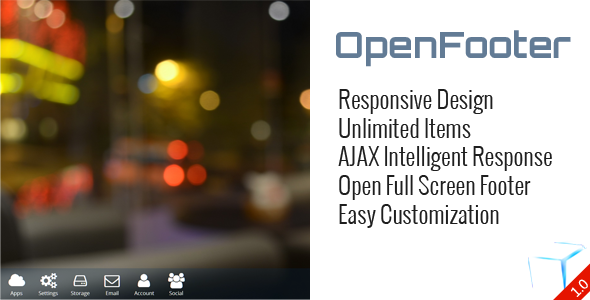 OpenFooter
Responsive Design
Unlimited Items
AJAX Intelligent Response
Open Full Screen Footer
Easy Customization
Apps Settings Storage Email Account Social
1.0